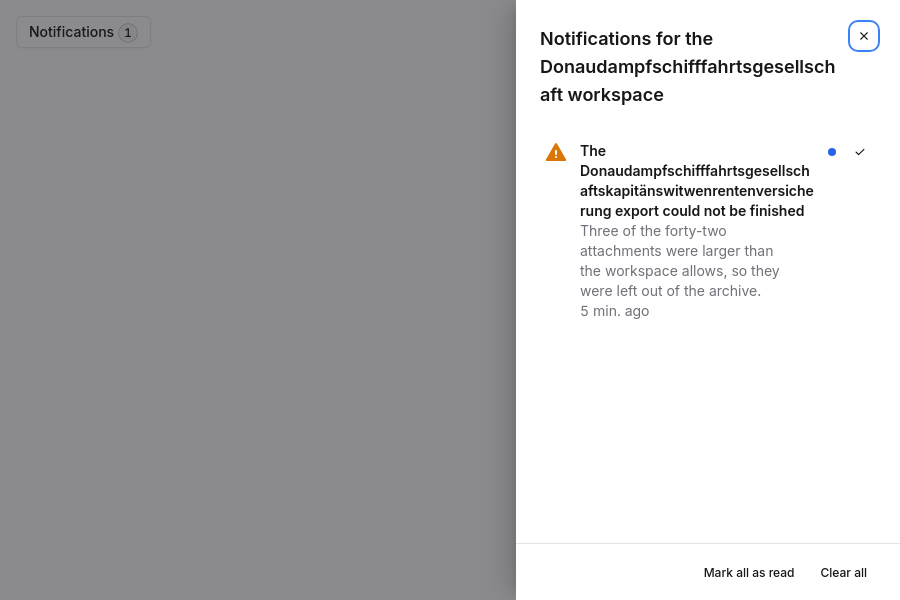 Notifications 1
Notifications for the
Donaudampfschifffahrtsgesellsch
aft workspace
The
Donaudampfschifffahrtsgesellsch
aftskapitänswitwenrentenversiche
rung export could not be finished
Three of the forty-two
attachments were larger than
the workspace allows, so they
were left out of the archive.
5 min. ago
Mark all as read
Clear all